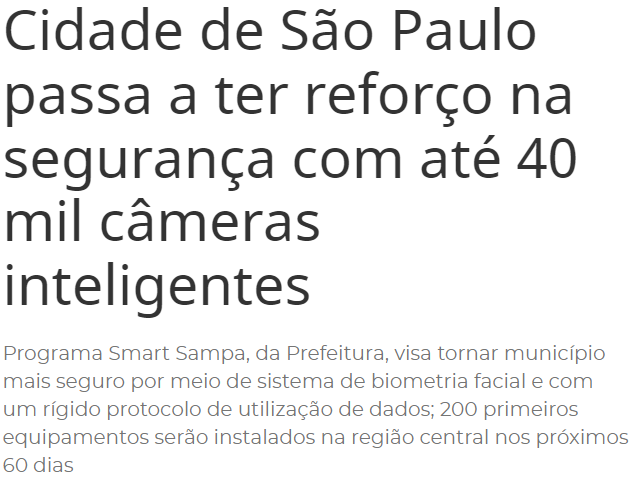 Cidade de São Paulo
passa a ter reforço na
segurança com até 40
mil câmeras
inteligentes
Programa Smart Sampa, da Prefeitura, visa tornar município
mais seguro por meio de sistema de biometria facial e com
um rígido protocolo de utilização de dados; 200 primeiros
equipamentos serão instalados na região central nos próximos
60 dias